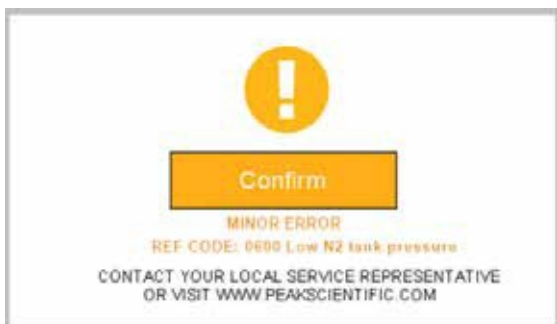 Confirm
MINOR ERROR
REF CODE: 0600 Low N2 tank pressure
CONTACT YOUR LOCAL SERVICE REPRESENTATIVE
OR VISIT WWW.PEAKSCIENTIFIC.COM